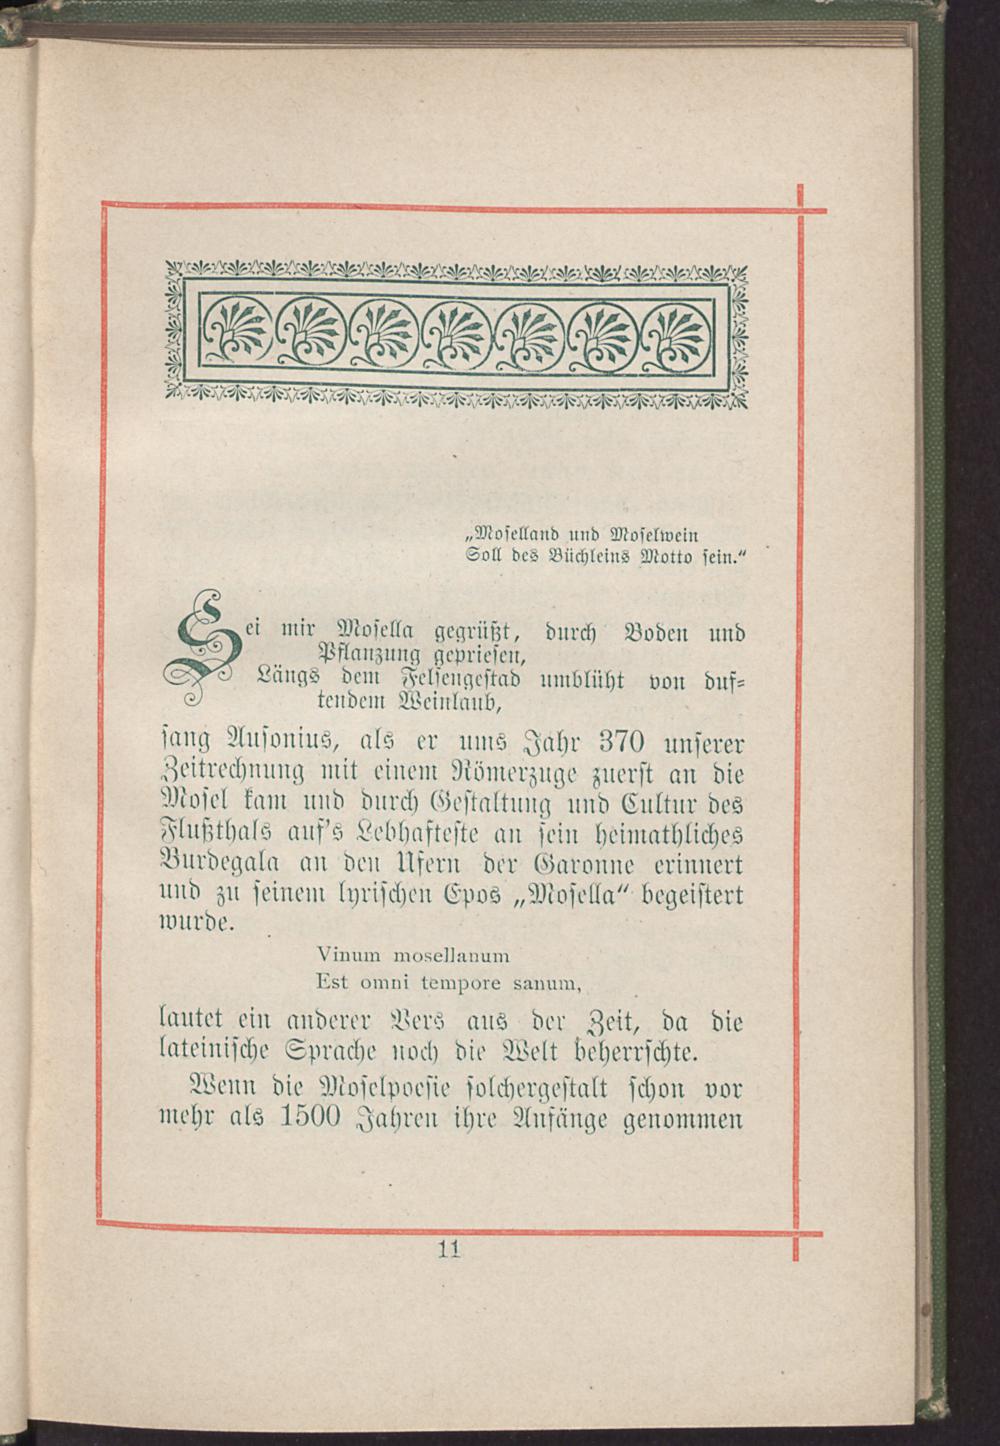 „Moselland und Moselwein
Soll des Büchleins Motto sein.“
Sei mir Mosella gegrüßt, durch Boden und
Pflanzung gepriesen,
Längs dem Felsengestad umblüht von duf-
tendem Weinlaub,
sang Ausonius, als er ums Jahr 370 unserer
Zeitrechnung mit einem Römerzuge zuerst an die
Mosel kam und durch Gestaltung und Cultur des
Flußthals auf's Lebhafteste an sein heimathliches
Burdegala an den Ufern der Garonne erinnert
und zu seinem lyrischen Epos „Mosella“ begeistert
wurde.
Vinum mosellanum
Est omni tempore sanum,
lautet ein anderer Vers aus der Zeit, da die
lateinische Sprache noch die Welt beherrschte.
Wenn die Moselpoesie solchergestalt schon vor
mehr als 1500 Jahren ihre Anfänge genommen
11